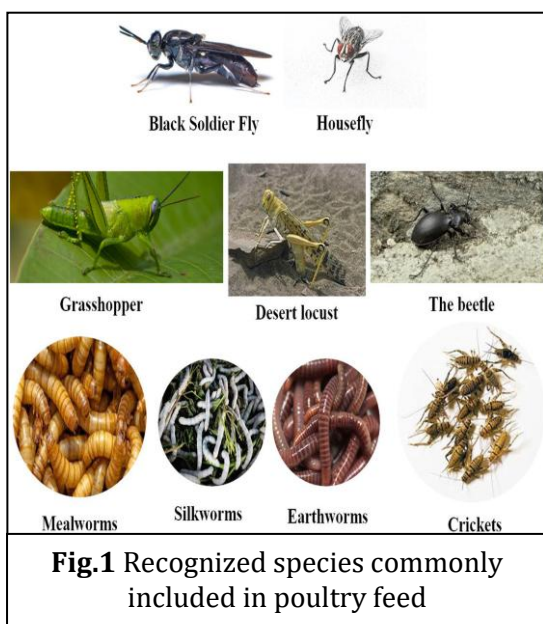 Black Soldier Fly
Housefly
Grasshopper
Desert locust
The beetle
Mealworms
Silkworms
Earthworms
Crickets
Fig.1 Recognized species commonly
included in poultry feed